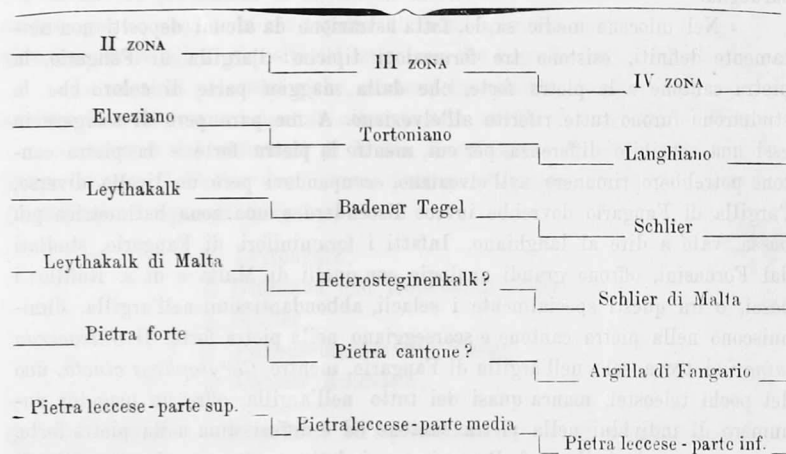 II ZONA
III ZONA
IV ZONA
Elveziano
Tortoniano
Langhiano
Leythakalk
Badener Tegel
Schlier
Leythakalk di Malta
Heterosteginenkalk?
Schlier di Malta
Pietra forte
Pietra cantone?
Argilla di Fangario
Pietra leccese - parte sup.
Pietra leccese - parte media
Pietra leccese - parte inf.